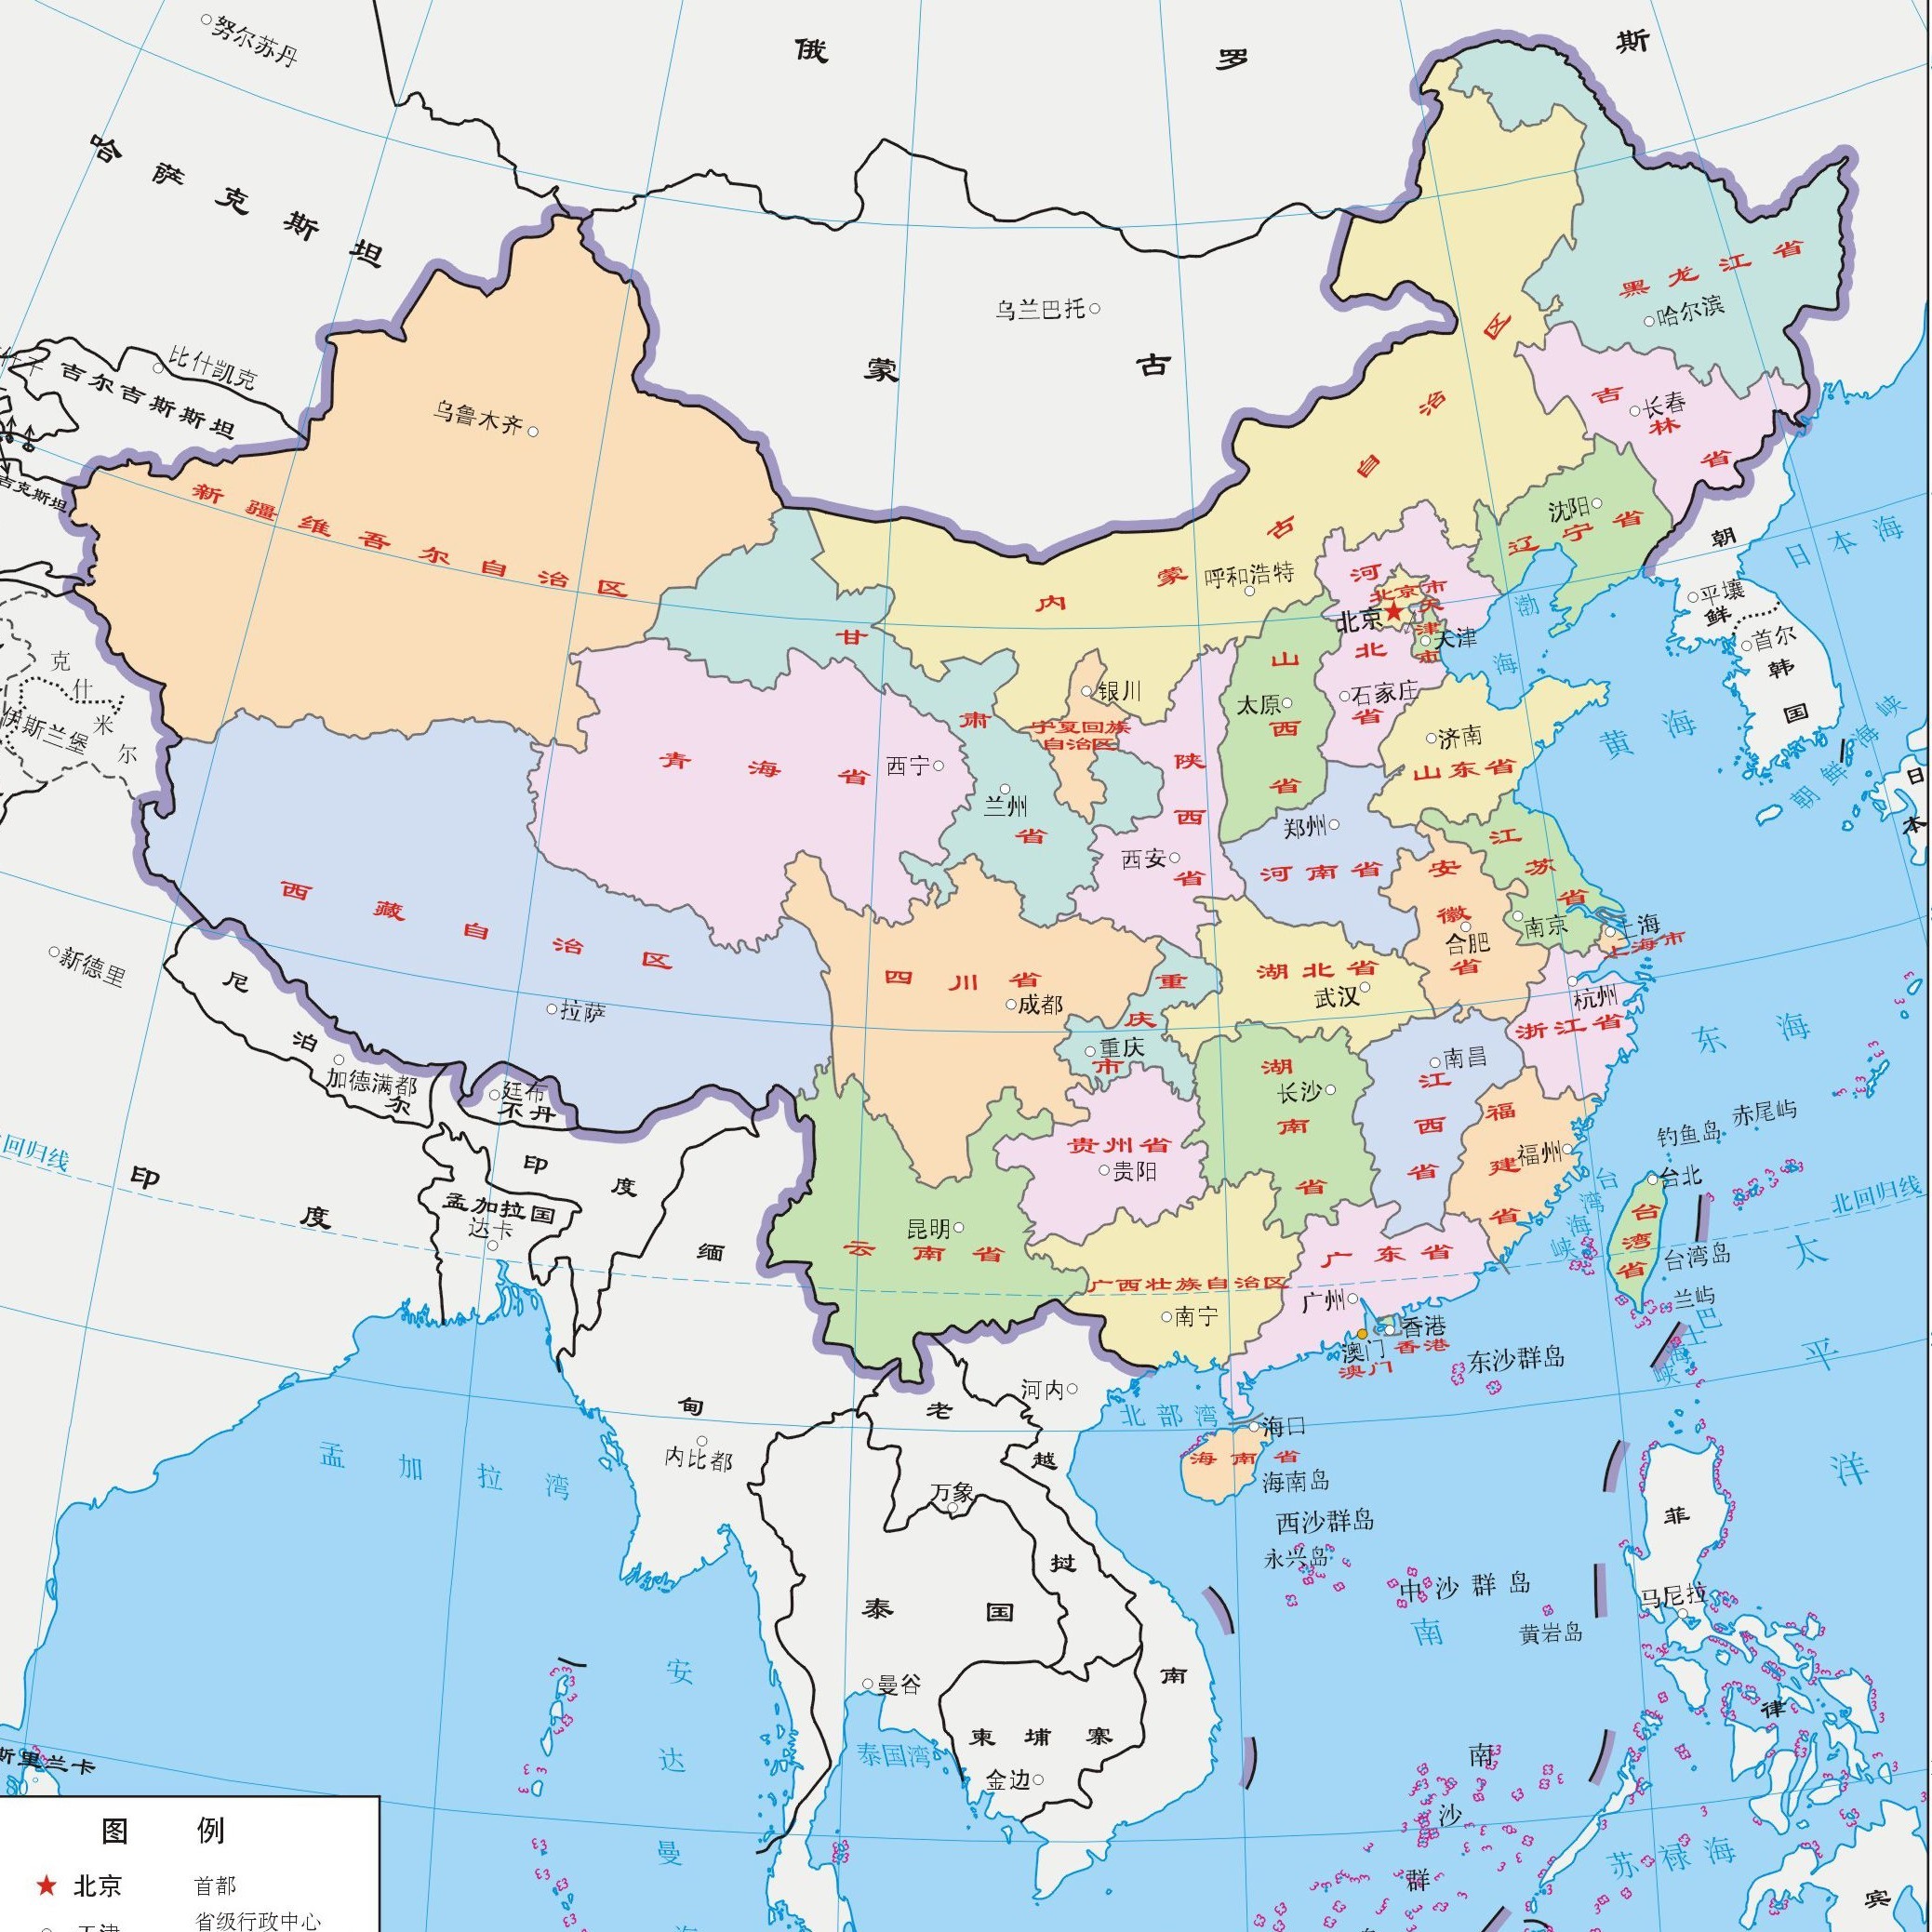 努尔苏丹
俄罗斯
哈萨克斯坦
乌兰巴托
蒙古
比什凯克
吉尔吉斯斯坦
吉克斯坦
乌鲁木齐
新疆维吾尔自治区
黑龙江省
哈尔滨
吉林省
长春
沈阳
辽宁省
内蒙古自治区
呼和浩特
河北省
北京市
北京
天津市
天津
石家庄
山西省
太原
银川
宁夏回族
自治区
甘肃省
兰州
青海省
西宁
陕西省
西安
济南
山东省
郑州
河南省
江苏省
南京
安徽省
合肥
上海
上海市
杭州
浙江省
湖北省
武汉
重庆市
重庆
四川省
成都
西藏自治区
拉萨
湖南省
长沙
南昌
江西省
福建省
福州
贵州省
贵阳
昆明
云南省
广西壮族自治区
南宁
广东省
广州
香港
香港
澳门
澳门
台北
台湾省
台湾岛
兰屿
钓鱼岛
赤尾屿
海口
海南省
海南岛
东沙群岛
西沙群岛
永兴岛
中沙群岛
黄岩岛
南沙群
朝鲜
平壤
首尔
韩国
日本
日本海
朝鲜海峡
渤海
黄海
东海
台湾海峡
巴士海峡
太平洋
北回归线
回归线
北部湾
南
克什米尔
伊斯兰堡
新德里
尼泊尔
加德满都
廷布
不丹
印度
印度
孟加拉国
达卡
缅甸
内比都
孟加拉湾
安达曼海
老挝
万象
河内
越南
泰国
曼谷
泰国湾
柬埔寨
金边
菲律宾
马尼拉
苏禄海
斯里兰卡
图例
北京 首都
天津 省级行政中心